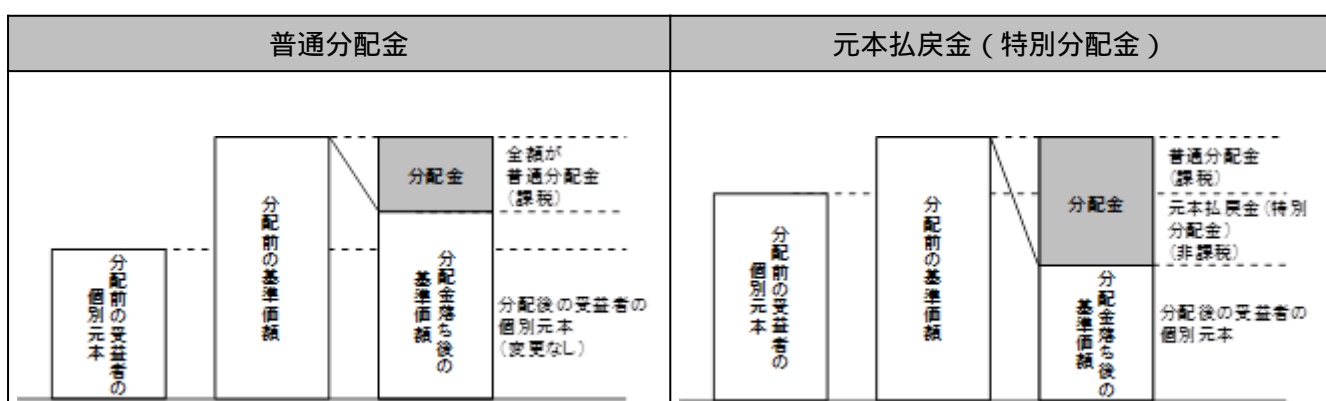 普通分配金
元本払戻金（特別分配金）
分配前の受益者の
個別元本
分配前の基準価額
分配金
分配金落ち後の
基準価額
全額が
普通分配金
（課税）
分配後の受益者の
個別元本
（変更なし）
分配前の受益者の
個別元本
分配前の基準価額
分配金
分配金落ち後の
基準価額
普通分配金
（課税）
元本払戻金（特別
分配金）
（非課税）
分配後の受益者の
個別元本